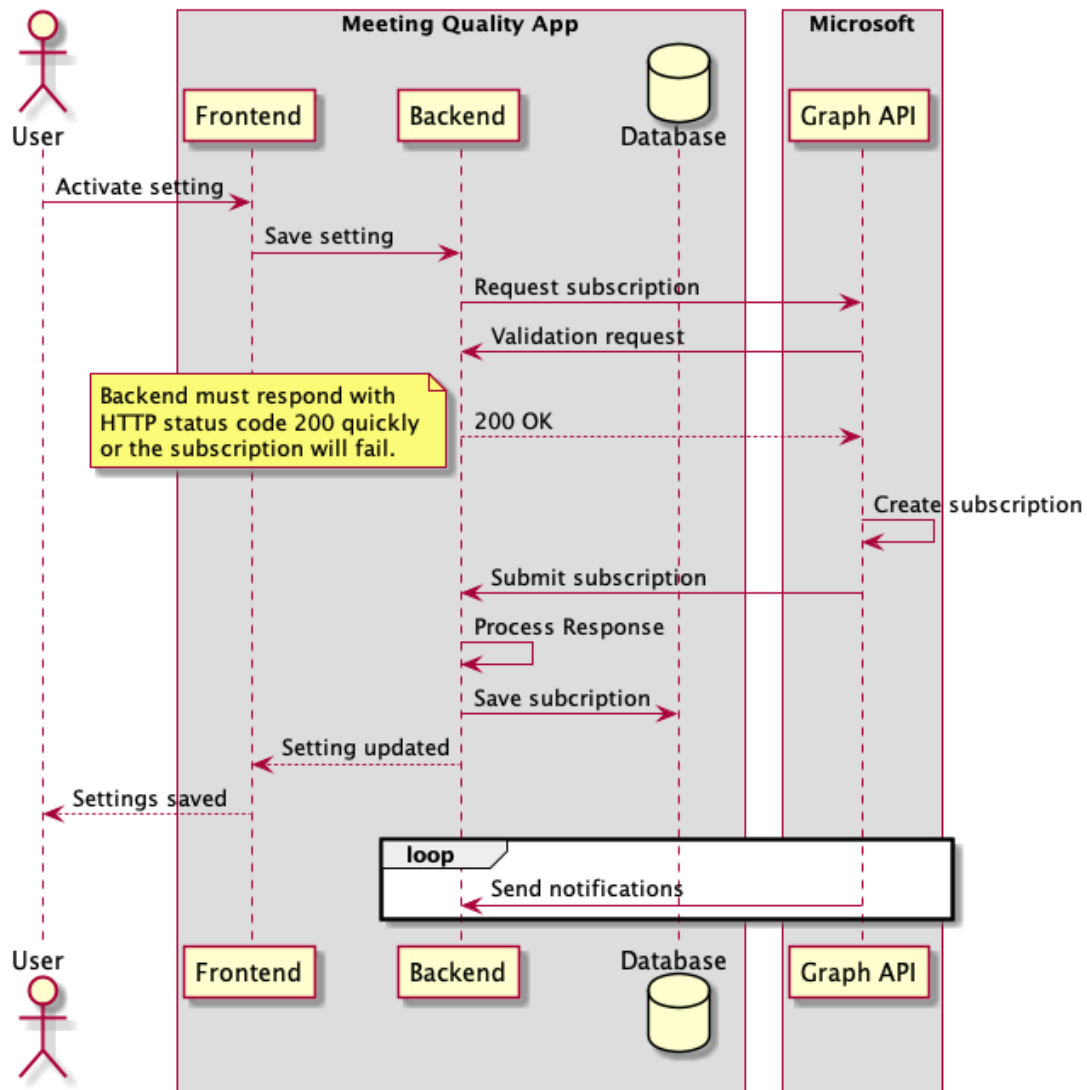 Meeting Quality App
Microsoft
User
Frontend
Backend
Database
Graph API
Activate setting
Save setting
Request subscription
Validation request
Backend must respond with
HTTP status code 200 quickly
or the subscription will fail.
200 OK
Create subscription
Submit subscription
Process Response
Save subcription
Setting updated
Settings saved
loop
Send notifications
User
Frontend
Backend
Database
Graph API